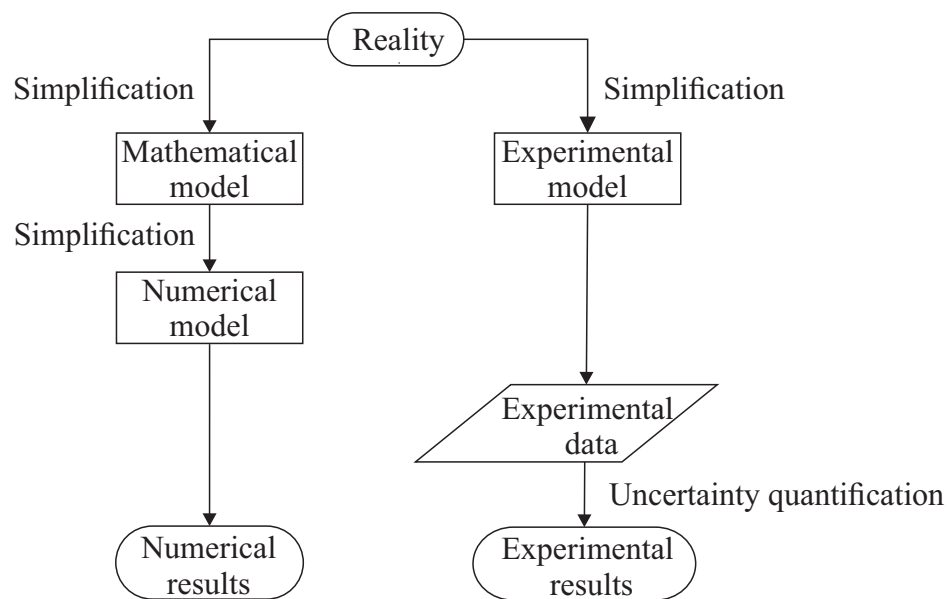 Reality
Simplification
Simplification
Mathematical
model
Experimental
model
Simplification
Numerical
model
Experimental
data
Uncertainty quantification
Numerical
results
Experimental
results